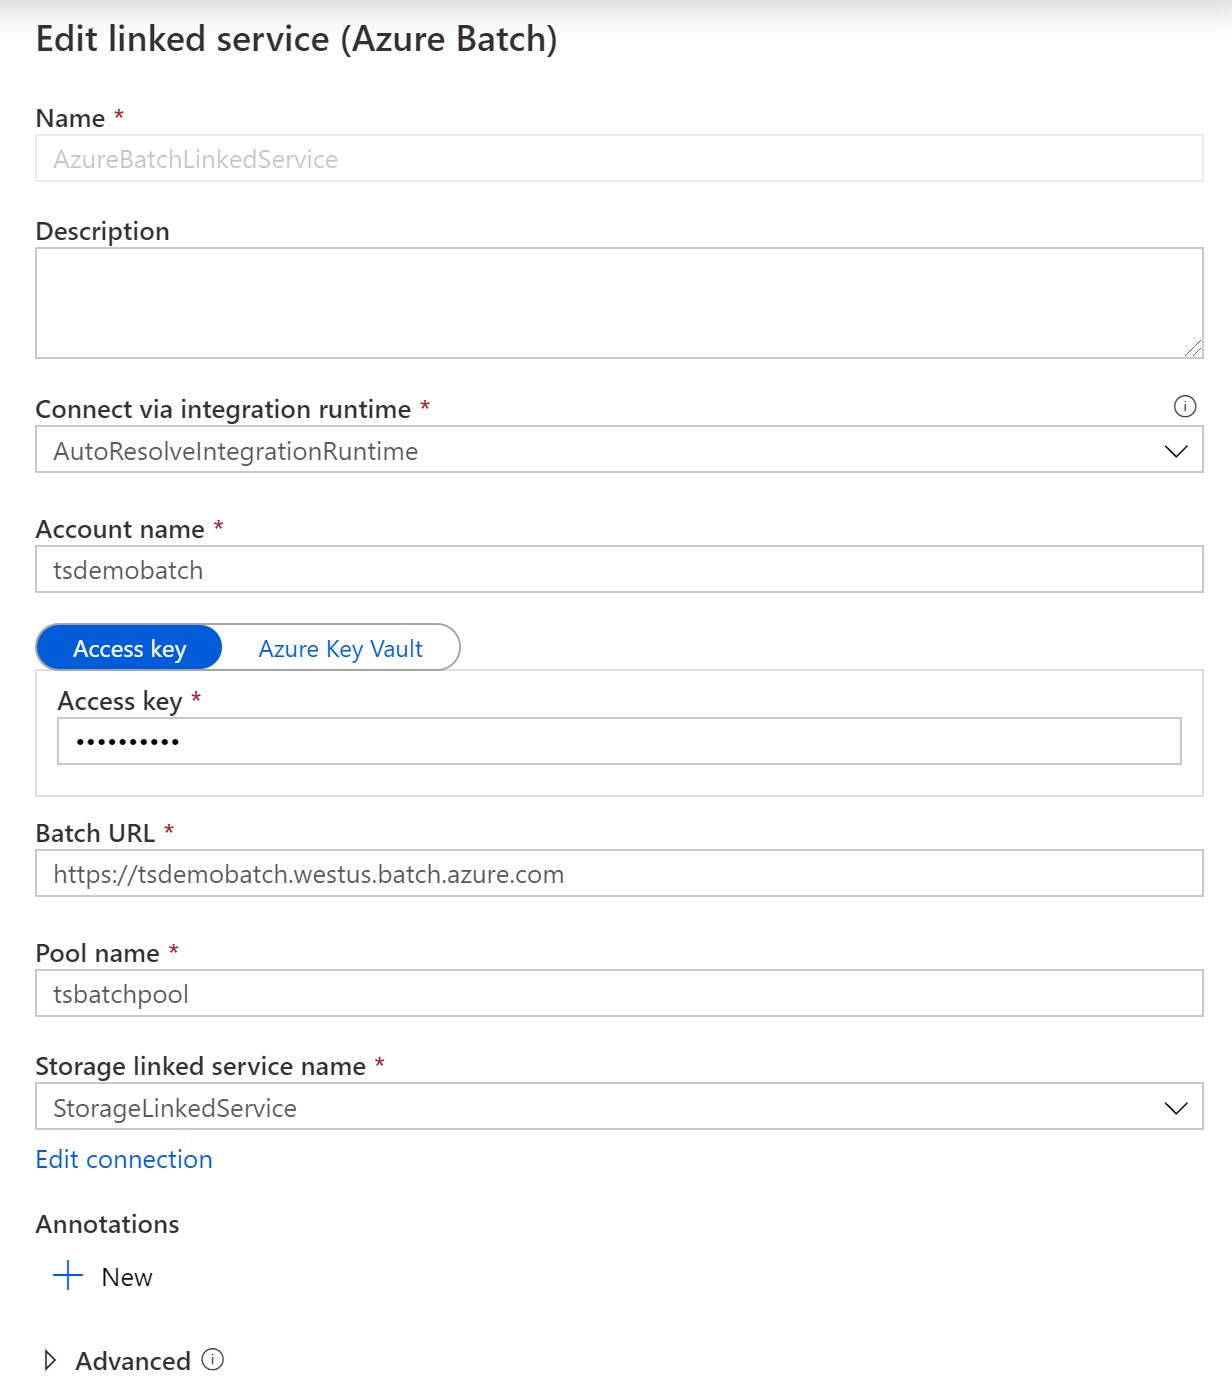 Edit linked service (Azure Batch)
Name *
AzureBatchLinkedService
Description
Connect via integration runtime *
AutoResolveIntegrationRuntime
Account name *
tsdemobatch
Access key Azure Key Vault
Access key *
••••••••••
Batch URL *
https://tsdemobatch.westus.batch.azure.com
Pool name *
tsbatchpool
Storage linked service name *
StorageLinkedService
Edit connection
Annotations
New
Advanced